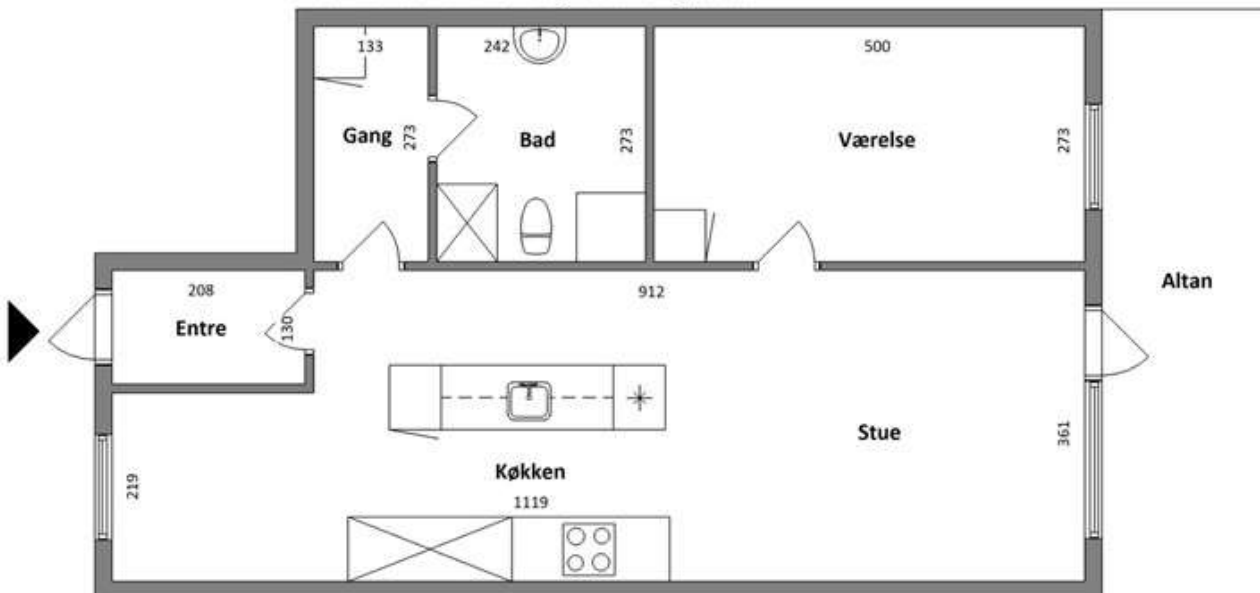 133
242
500
Gang
273
Bad
273
Værelse
273
208
912
Altan
Entre
130
Stue
361
Køkken
219
1119